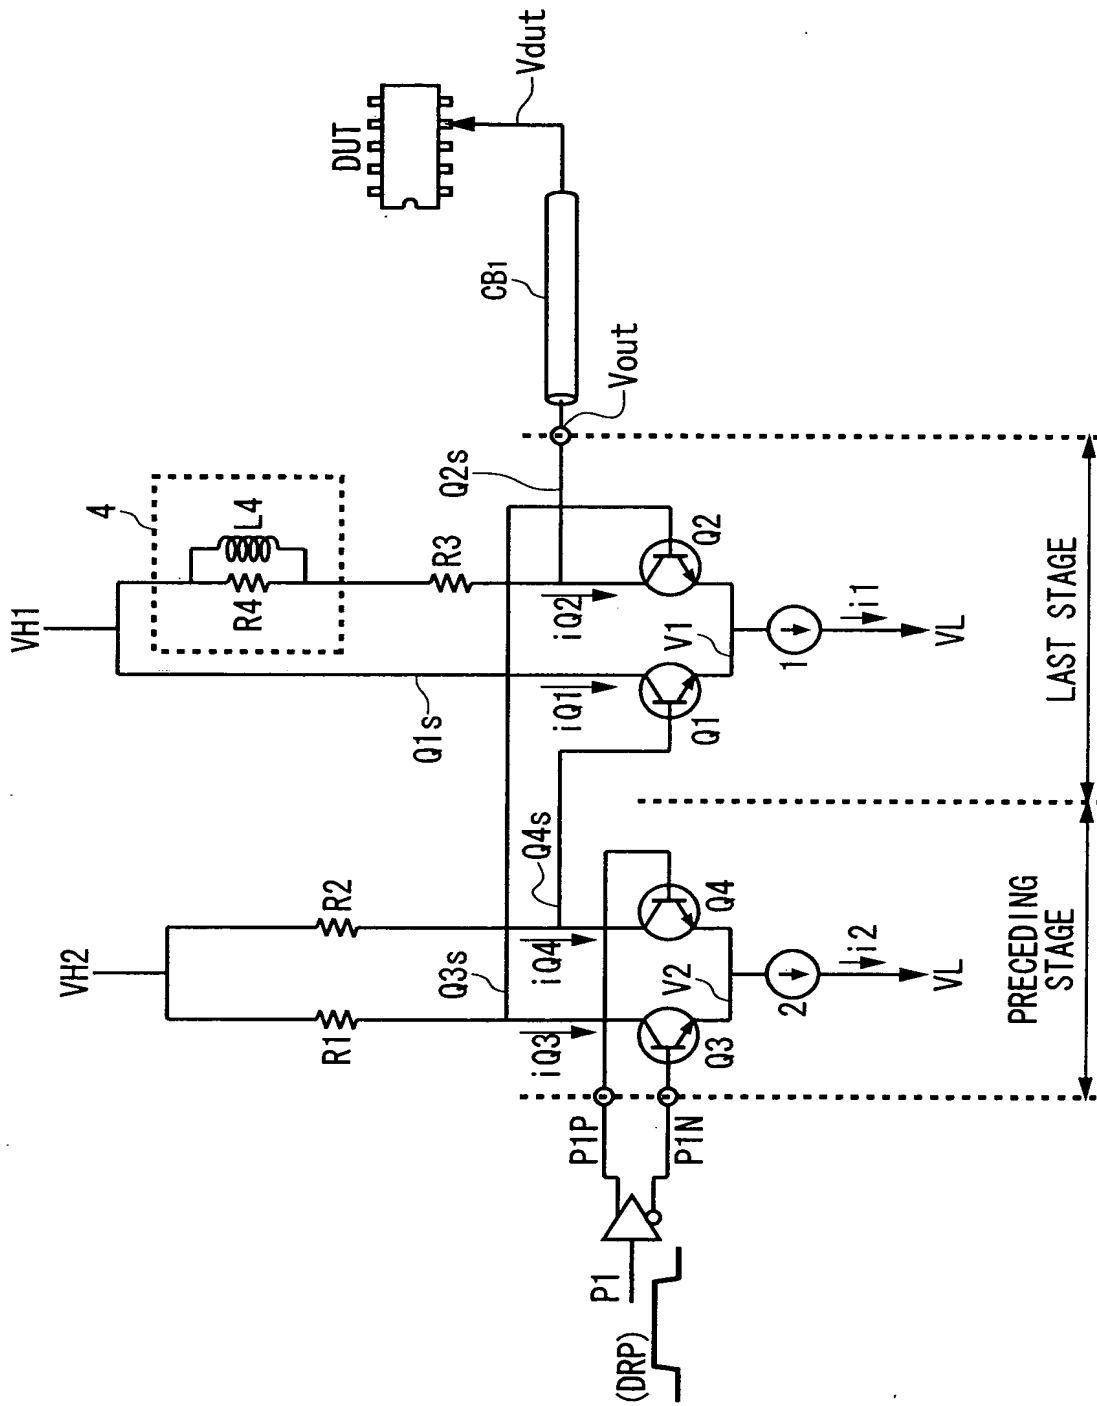 VH2
VH1
4
R1
R2
R4
L4
R3
DUT
Q1s
Q3s
Q4s
Q2s
CB1
Vdut
Vout
iQ3
iQ4
iQ1
iQ2
(DRP)
P1
P1P
P1N
Q3
V2
Q4
Q1
V1
Q2
2
i2
1
i1
VL
VL
PRECEDING
STAGE
LAST STAGE